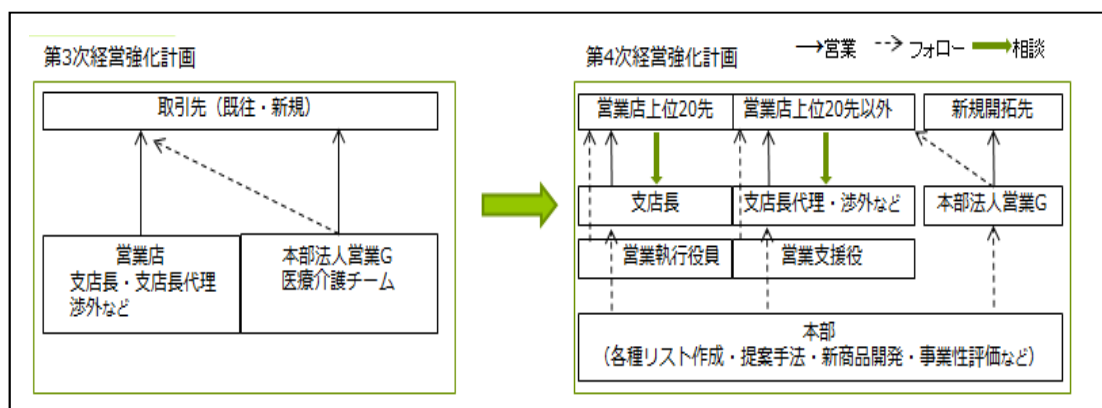 第3次経営強化計画
取引先（既往・新規）
営業店
支店長・支店長代理
渉外など
本部法人営業G
医療介護チーム
第4次経営強化計画
営業 フォロー 相談
営業店上位20先
営業店上位20先以外
新規開拓先
支店長
支店長代理・渉外など
本部法人営業G
営業執行役員
営業支援役
本部
（各種リスト作成・提案手法・新商品開発・事業性評価など）